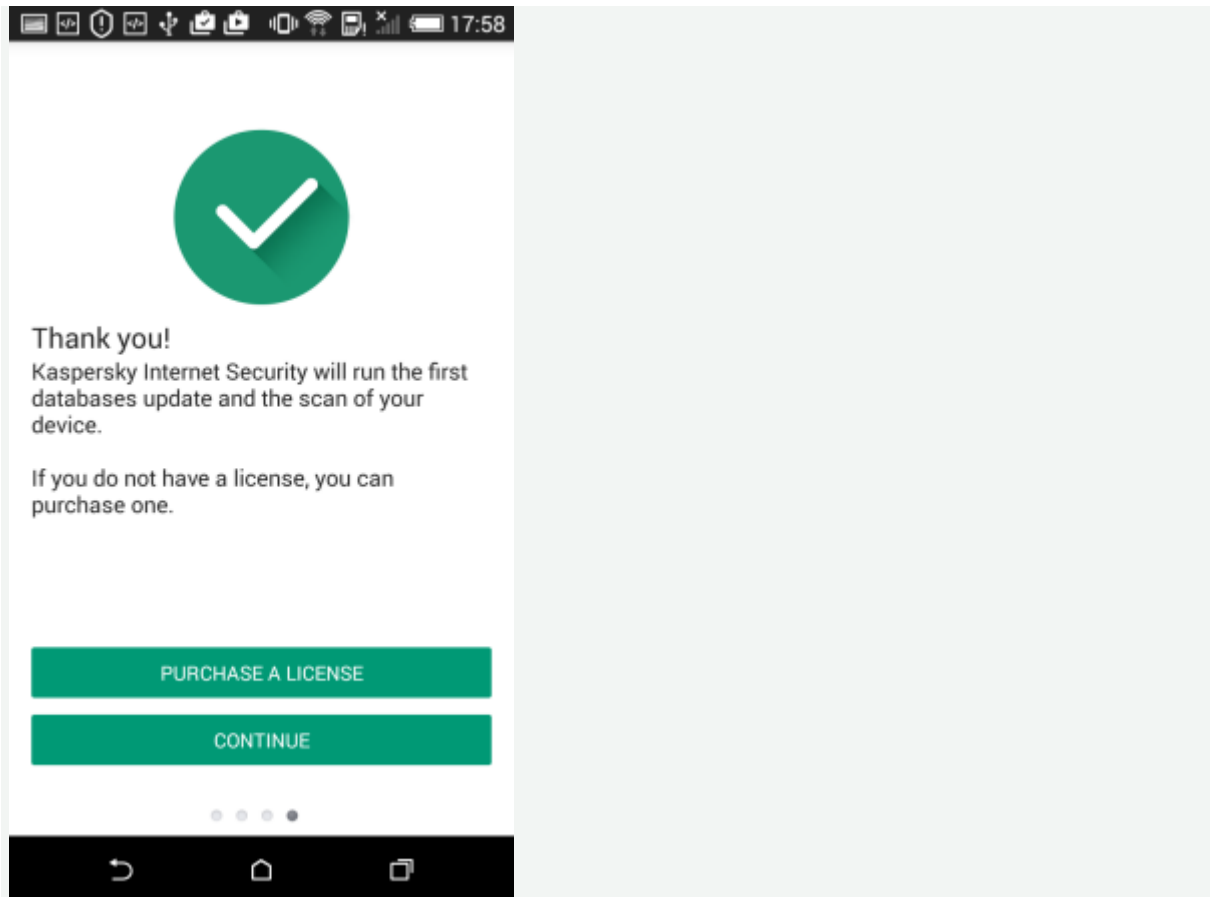 17:58
Thank you!
Kaspersky Internet Security will run the first
databases update and the scan of your
device.
If you do not have a license, you can
purchase one.
PURCHASE A LICENSE
CONTINUE